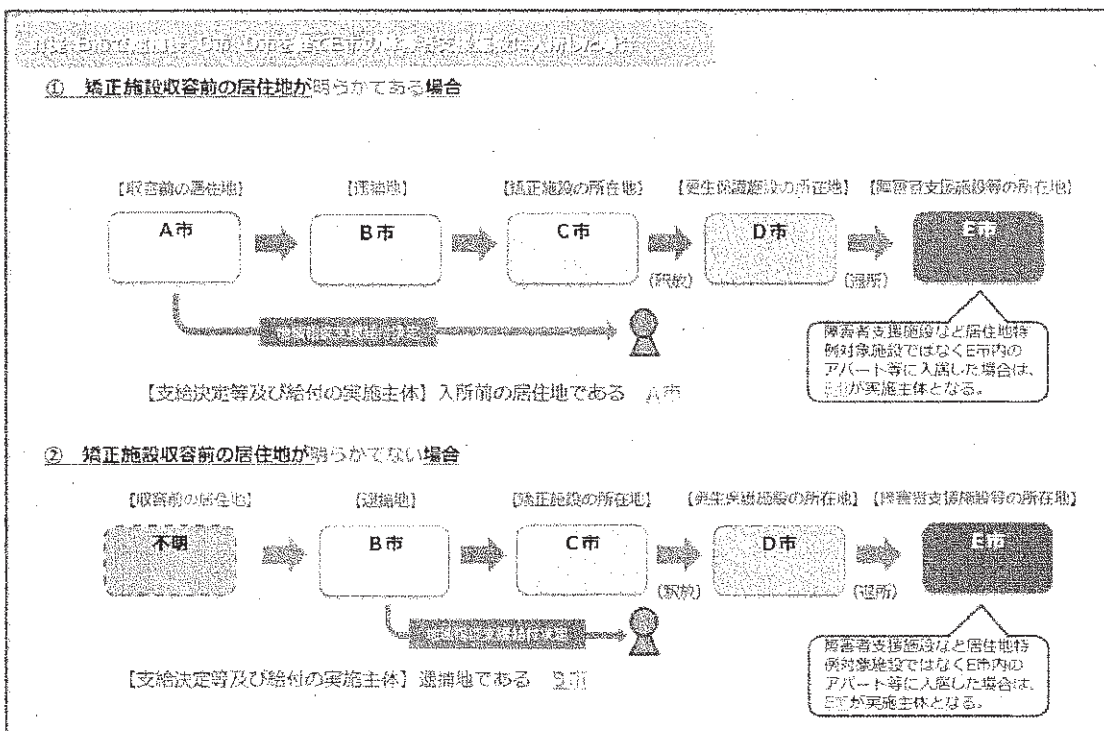 ① 矯正施設収容前の居住地が明らかである場合
【収容前の居住地】 【逮捕地】 【矯正施設の所在地】 【更生保護施設の所在地】 【障害者支援施設等の所在地】
A市 B市 C市 D市 E市
(釈放) (退所)
障害者支援施設など居住地特
例対象施設ではなくE市内の
アパート等に入居した場合は、
E市が実施主体となる。
【支給決定等及び給付の実施主体】入所前の居住地である A市
② 矯正施設収容前の居住地が明らかでない場合
【収容前の居住地】 【逮捕地】 【矯正施設の所在地】 【更生保護施設の所在地】 【障害者支援施設等の所在地】
不明 B市 C市 D市 E市
(釈放) (退所)
障害者支援施設など居住地特
例対象施設ではなくE市内の
アパート等に入居した場合は、
E市が実施主体となる。
【支給決定等及び給付の実施主体】逮捕地である B市